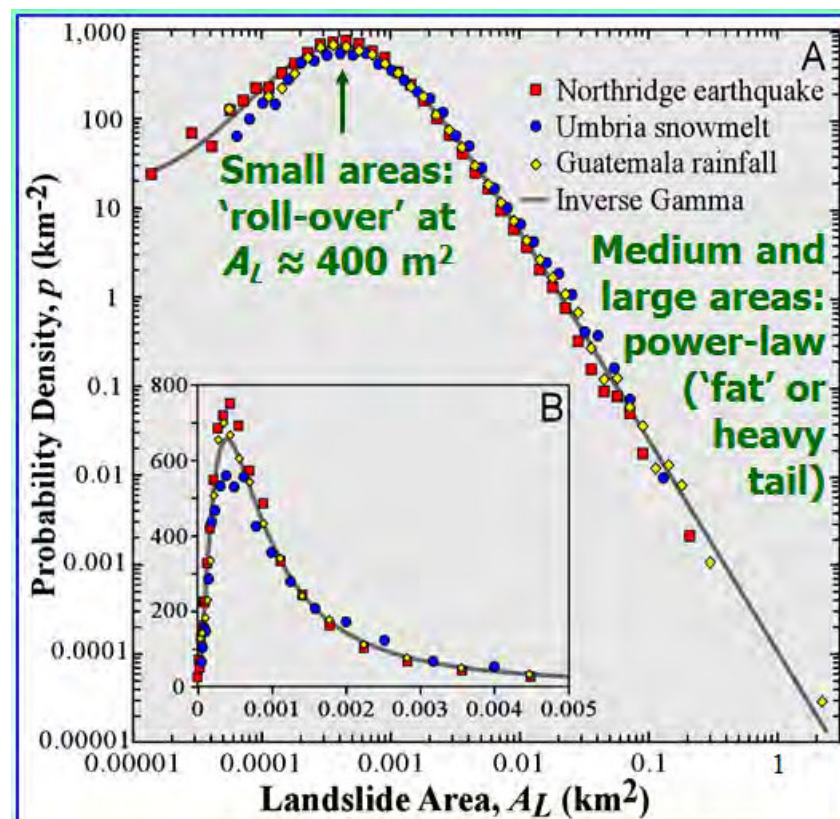 1,000
100
10
1
0.1
0.01
0.001
0.0001
0.00001
Probability Density, p (km⁻²)
A
Northridge earthquake
Umbria snowmelt
Guatemala rainfall
Inverse Gamma
Small areas:
‘roll-over’ at
A_L ≈ 400 m²
Medium and
large areas:
power-law
(‘fat’ or
heavy
tail)
B
800
600
400
200
0
0 0.001 0.002 0.003 0.004 0.005
0.00001 0.0001 0.001 0.01 0.1 1
Landslide Area, A_L (km²)